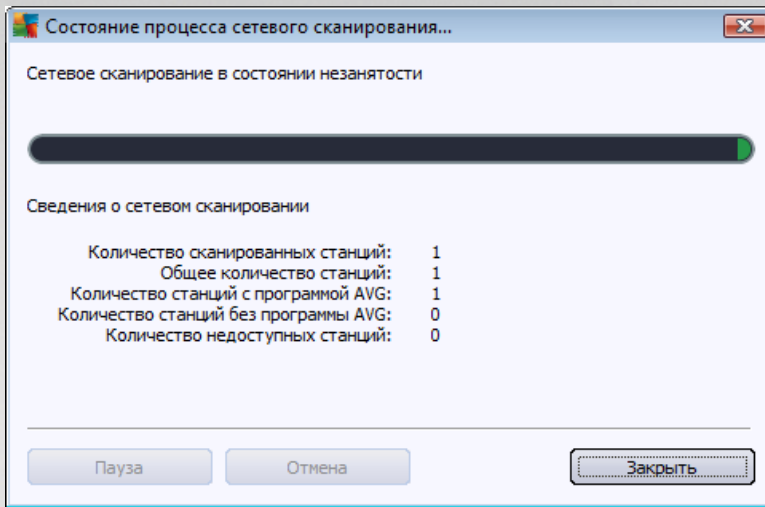 Состояние процесса сетевого сканирования...
Сетевое сканирование в состоянии незанятости
Сведения о сетевом сканировании
Количество сканированных станций: 1
Общее количество станций: 1
Количество станций с программой AVG: 1
Количество станций без программы AVG: 0
Количество недоступных станций: 0
Пауза Отмена Закрыть